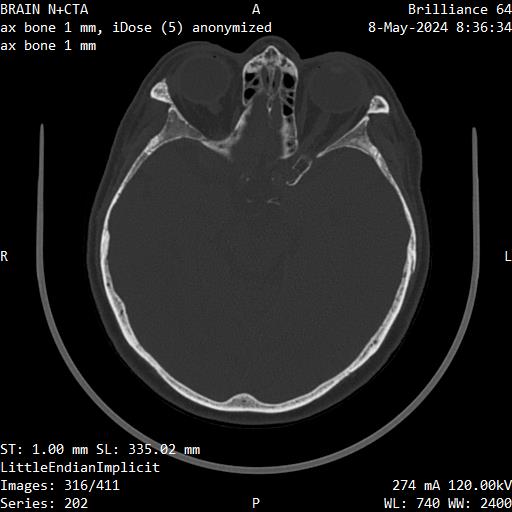 BRAIN N+CTA
ax bone 1 mm, iDose (5) anonymized
ax bone 1 mm
A
Brilliance 64
8-May-2024 8:36:34
R
L
ST: 1.00 mm SL: 335.02 mm
LittleEndianImplicit
Images: 316/411
Series: 202
P
274 mA 120.00kV
WL: 740 WW: 2400